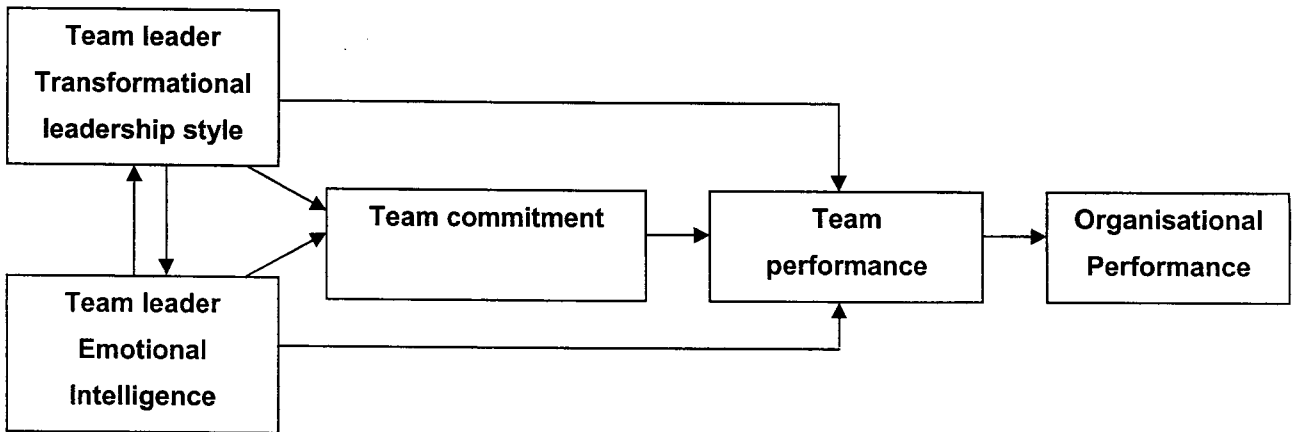 Team leader
Transformational
leadership style
Team commitment
Team
performance
Organisational
Performance
Team leader
Emotional
Intelligence